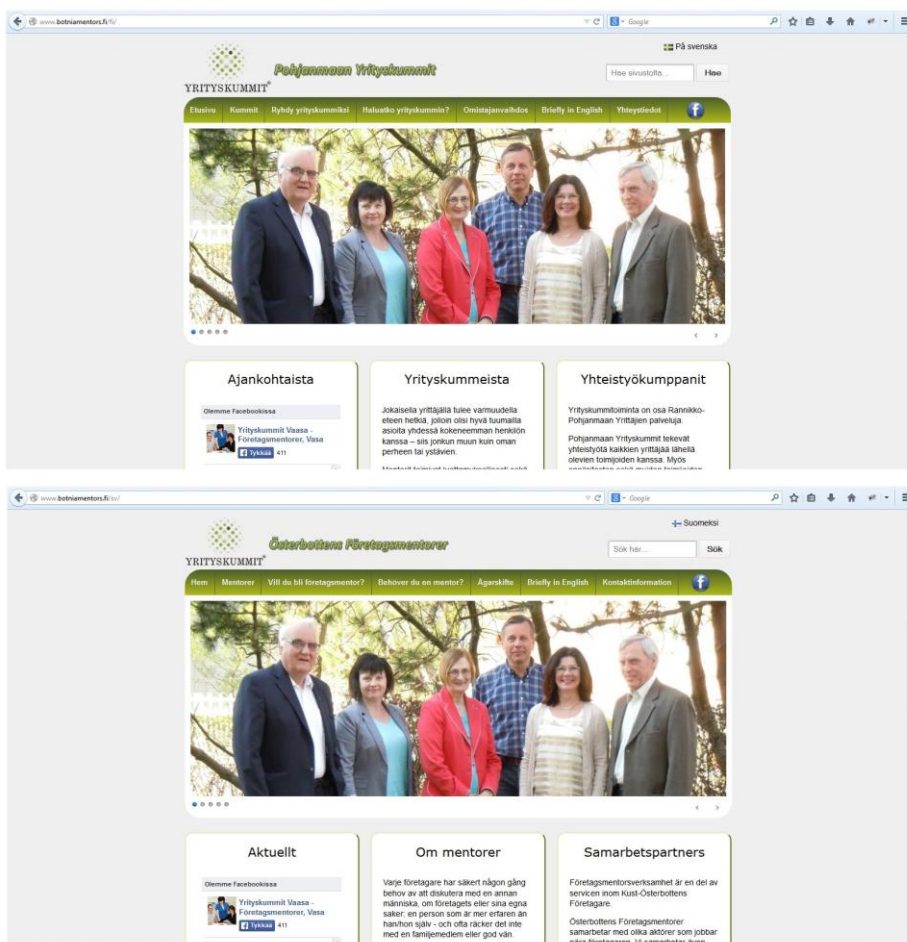 www.botniamentors.fi/fi/
Google
På svenska
Pohjanmaan Yrityskummit
Hae sivustolta...
Hae
YRITYSKUMMIT®
Etusivu Kummit Ryhdy yrityskummiksi Haluatko yrityskummin? Omistajanvaihdos Briefly in English Yhteystiedot f
Ajankohtaista
Olemme Facebookissa
Yrityskummit Vaasa -
Företagsmentorer, Vasa
f Tykkää 411
Yrityskummeista
Jokaisella yrittäjällä tulee varmuudella
eteen hetkiä, jolloin olisi hyvä tuumailla
asioita yhdessä kokeneemman henkilön
kanssa – siis jonkun muun kuin oman
perheen tai ystävien.
Yhteistyökumppanit
Yrityskummitoiminta on osa Rannikko-
Pohjanmaan Yrittäjien palveluja.
Pohjanmaan Yrityskummit tekevät
yhteistyötä kaikkien yrittäjää lähellä
olevien toimijoiden kanssa. Myös
www.botniamentors.fi/sv/
Google
Suomeksi
Österbottens Företagsmentorer
Sök här...
Sök
YRITYSKUMMIT®
Hem Mentorer Vill du bli företagsmentor? Behöver du en mentor? Ägarskifte Briefly in English Kontaktinformation f
Aktuellt
Olemme Facebookissa
Yrityskummit Vaasa -
Företagsmentorer, Vasa
f Tykkää 411
Om mentorer
Varje företagare har säkert någon gång
behov av att diskutera med en annan
människa, om företagets eller sina egna
saker; en person som är mer erfaren än
han/hon själv - och ofta räcker det inte
med en familjemedlem eller god vän.
Samarbetspartners
Företagsmentorsverksamhet är en del av
servicen inom Kust-Österbottens
Företagare.
Österbottens Företagsmentorer
samarbetar med olika aktörer som jobbar